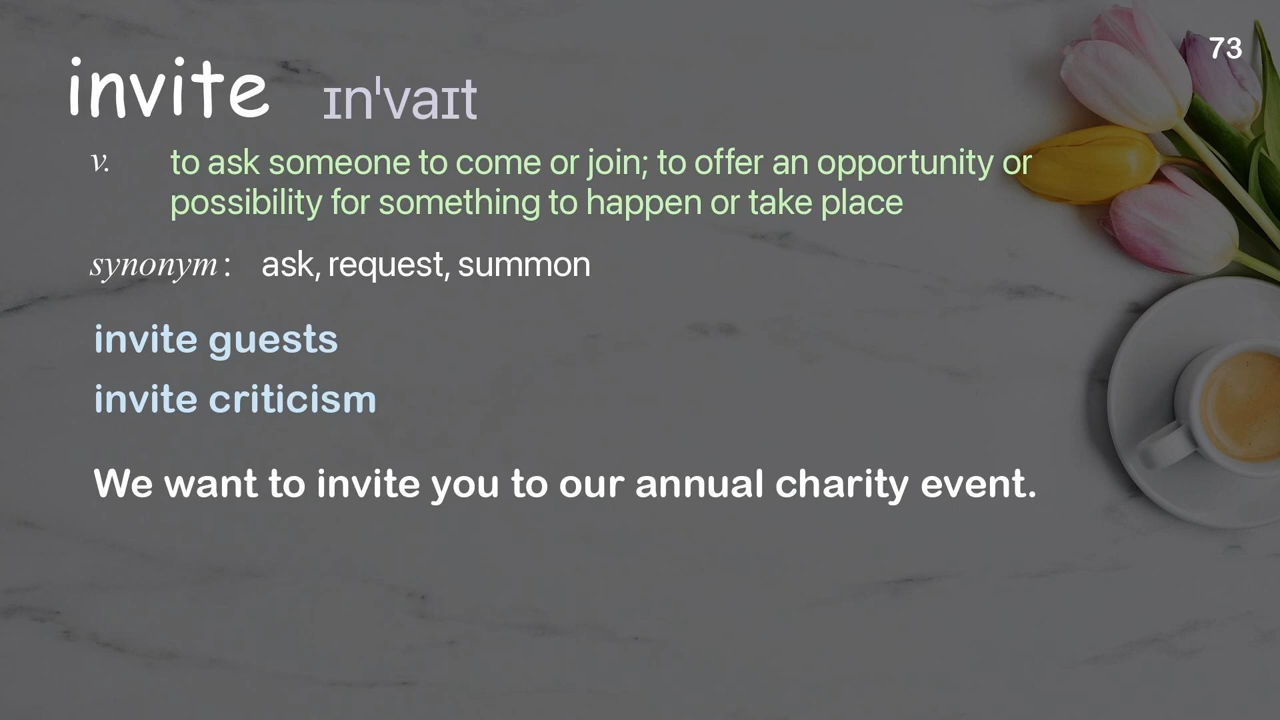 73
invite ɪnˈvaɪt
v. to ask someone to come or join; to offer an opportunity or
possibility for something to happen or take place
synonym : ask, request, summon
invite guests
invite criticism
We want to invite you to our annual charity event.